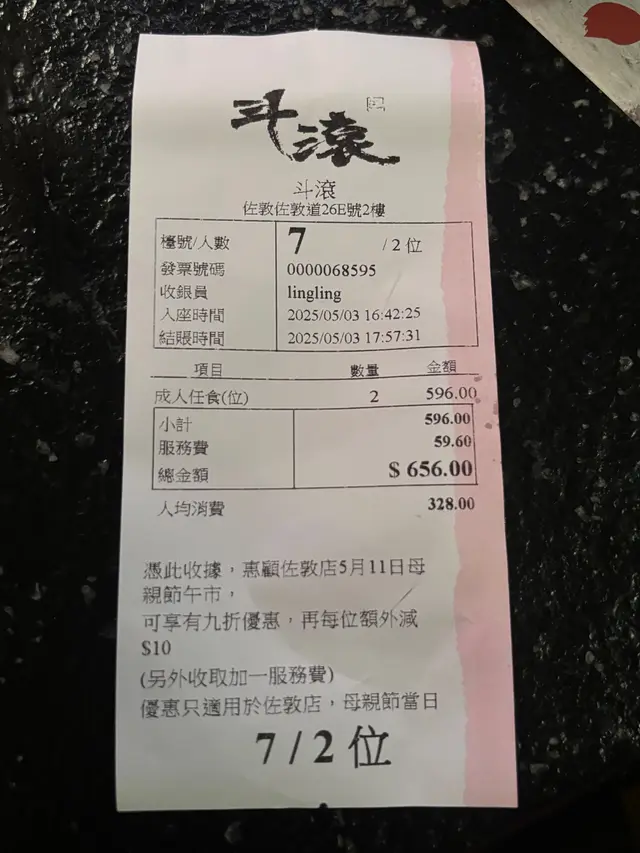 斗滾
斗滾
佐敦佐敦道26E號2樓
檯號/人數 7 /2位
發票號碼 0000068595
收銀員 lingling
入座時間 2025/05/03 16:42:25
結賬時間 2025/05/03 17:57:31
項目 數量 金額
成人任食(位) 2 596.00
小計 596.00
服務費 59.60
總金額 $ 656.00
人均消費 328.00
憑此收據，惠顧佐敦店5月11日母
親節午市，
可享有九折優惠，再每位額外減
$10
(另外收取加一服務費)
優惠只適用於佐敦店，母親節當日
7 / 2 位